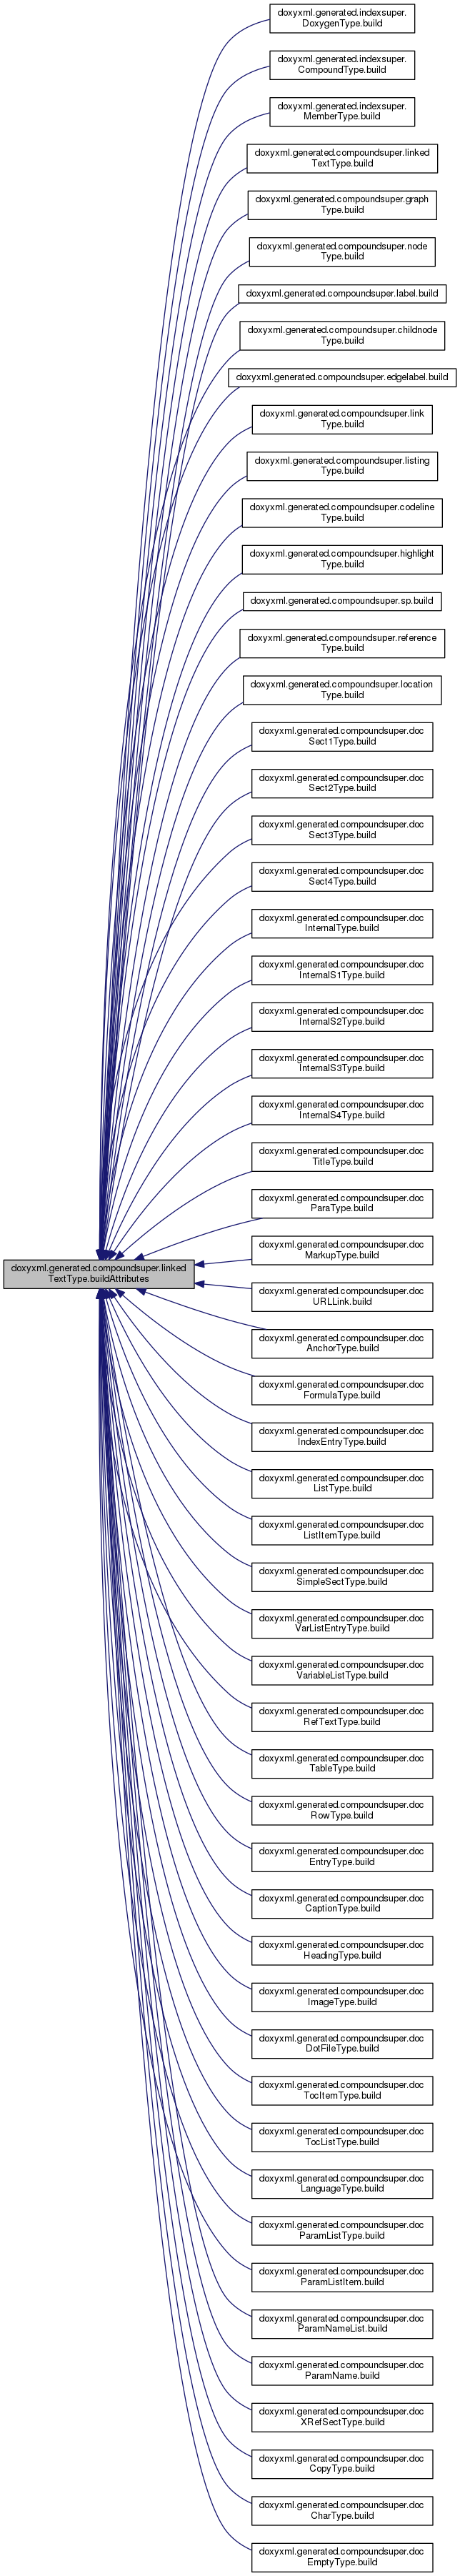 doxyxml.generated.indexsuper.
DoxygenType.build
doxyxml.generated.indexsuper.
CompoundType.build
doxyxml.generated.indexsuper.
MemberType.build
doxyxml.generated.compoundsuper.linked
TextType.build
doxyxml.generated.compoundsuper.graph
Type.build
doxyxml.generated.compoundsuper.node
Type.build
doxyxml.generated.compoundsuper.label.build
doxyxml.generated.compoundsuper.childnode
Type.build
doxyxml.generated.compoundsuper.edgelabel.build
doxyxml.generated.compoundsuper.link
Type.build
doxyxml.generated.compoundsuper.listing
Type.build
doxyxml.generated.compoundsuper.codeline
Type.build
doxyxml.generated.compoundsuper.highlight
Type.build
doxyxml.generated.compoundsuper.sp.build
doxyxml.generated.compoundsuper.reference
Type.build
doxyxml.generated.compoundsuper.location
Type.build
doxyxml.generated.compoundsuper.doc
Sect1Type.build
doxyxml.generated.compoundsuper.doc
Sect2Type.build
doxyxml.generated.compoundsuper.doc
Sect3Type.build
doxyxml.generated.compoundsuper.doc
Sect4Type.build
doxyxml.generated.compoundsuper.doc
InternalType.build
doxyxml.generated.compoundsuper.doc
InternalS1Type.build
doxyxml.generated.compoundsuper.doc
InternalS2Type.build
doxyxml.generated.compoundsuper.doc
InternalS3Type.build
doxyxml.generated.compoundsuper.doc
InternalS4Type.build
doxyxml.generated.compoundsuper.doc
TitleType.build
doxyxml.generated.compoundsuper.doc
ParaType.build
doxyxml.generated.compoundsuper.linked
TextType.buildAttributes
doxyxml.generated.compoundsuper.doc
MarkupType.build
doxyxml.generated.compoundsuper.doc
URLLink.build
doxyxml.generated.compoundsuper.doc
AnchorType.build
doxyxml.generated.compoundsuper.doc
FormulaType.build
doxyxml.generated.compoundsuper.doc
IndexEntryType.build
doxyxml.generated.compoundsuper.doc
ListType.build
doxyxml.generated.compoundsuper.doc
ListItemType.build
doxyxml.generated.compoundsuper.doc
SimpleSectType.build
doxyxml.generated.compoundsuper.doc
VarListEntryType.build
doxyxml.generated.compoundsuper.doc
VariableListType.build
doxyxml.generated.compoundsuper.doc
RefTextType.build
doxyxml.generated.compoundsuper.doc
TableType.build
doxyxml.generated.compoundsuper.doc
RowType.build
doxyxml.generated.compoundsuper.doc
EntryType.build
doxyxml.generated.compoundsuper.doc
CaptionType.build
doxyxml.generated.compoundsuper.doc
HeadingType.build
doxyxml.generated.compoundsuper.doc
ImageType.build
doxyxml.generated.compoundsuper.doc
DotFileType.build
doxyxml.generated.compoundsuper.doc
TocItemType.build
doxyxml.generated.compoundsuper.doc
TocListType.build
doxyxml.generated.compoundsuper.doc
LanguageType.build
doxyxml.generated.compoundsuper.doc
ParamListType.build
doxyxml.generated.compoundsuper.doc
ParamListItem.build
doxyxml.generated.compoundsuper.doc
ParamNameList.build
doxyxml.generated.compoundsuper.doc
ParamName.build
doxyxml.generated.compoundsuper.doc
XRefSectType.build
doxyxml.generated.compoundsuper.doc
CopyType.build
doxyxml.generated.compoundsuper.doc
CharType.build
doxyxml.generated.compoundsuper.doc
EmptyType.build